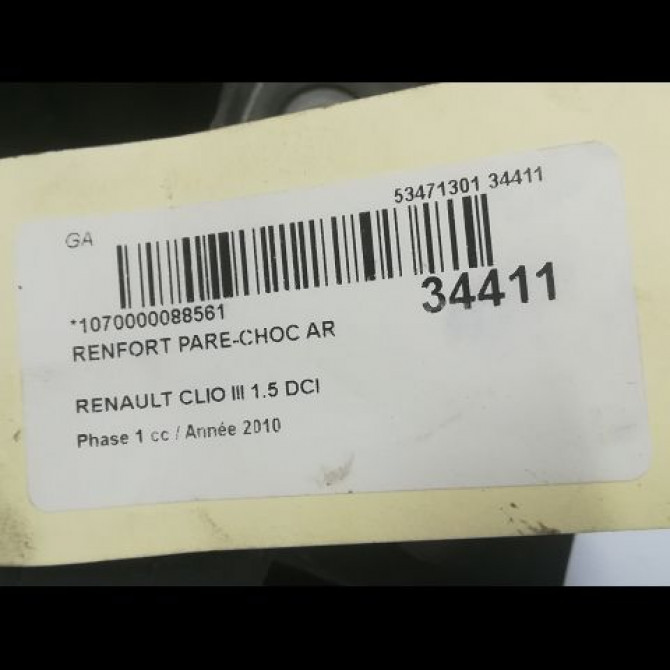 53471301 34411
GA
34411
*1070000088561
RENFORT PARE-CHOC AR
RENAULT CLIO III 1.5 DCI
Phase 1 cc / Année 2010